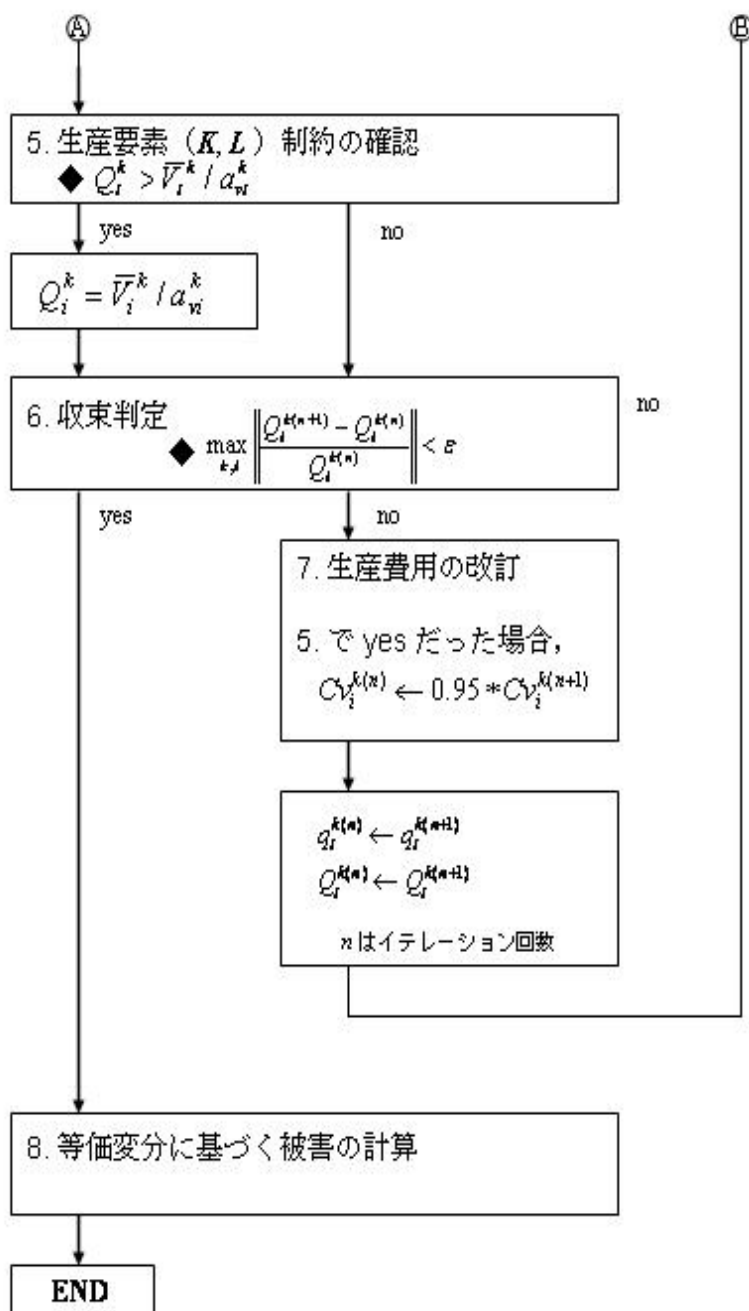 Ⓐ Ⓑ
5. 生産要素（K, L）制約の確認
◆ Q_i^k > V̄_i^k / a_{vi}^k
yes no
Q_i^k = V̄_i^k / a_{vi}^k
no
6. 収束判定
◆ max_{k,i} ‖(Q_i^{k(n+1)} − Q_i^{k(n)}) / Q_i^{k(n)}‖ < ε
yes no
7. 生産費用の改訂
5. で yes だった場合,
Cv_i^{k(n)} ← 0.95 * Cv_i^{k(n+1)}
q_i^{k(n)} ← q_i^{k(n+1)}
Q_i^{k(n)} ← Q_i^{k(n+1)}
n はイテレーション回数
8. 等価変分に基づく被害の計算
END